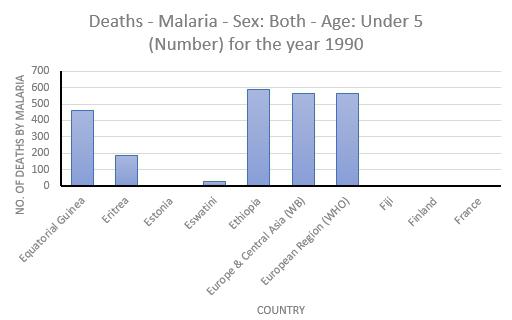 Deaths - Malaria - Sex: Both - Age: Under 5
(Number) for the year 1990
NO. OF DEATHS BY MALARIA
700
600
500
400
300
200
100
0
Equatorial Guinea
Eritrea
Estonia
Eswatini
Ethiopia
Europe & Central Asia (WB)
European Region (WHO)
Fiji
Finland
France
COUNTRY